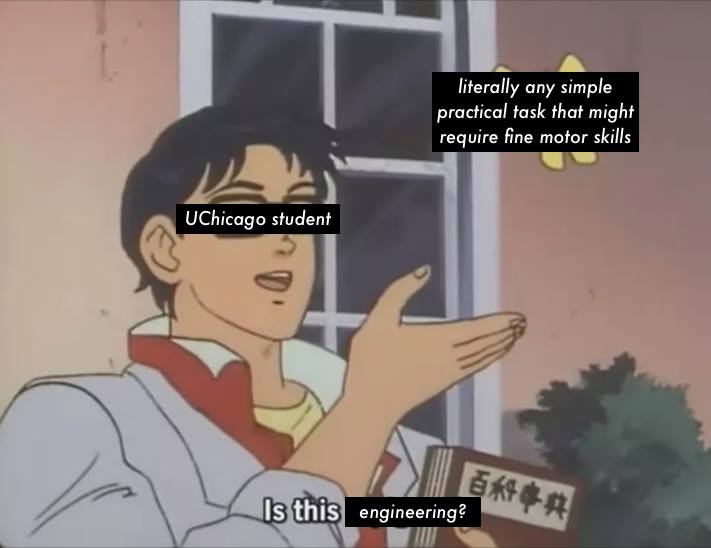 literally any simple
practical task that might
require fine motor skills
UChicago student
百科事典
Is this engineering?